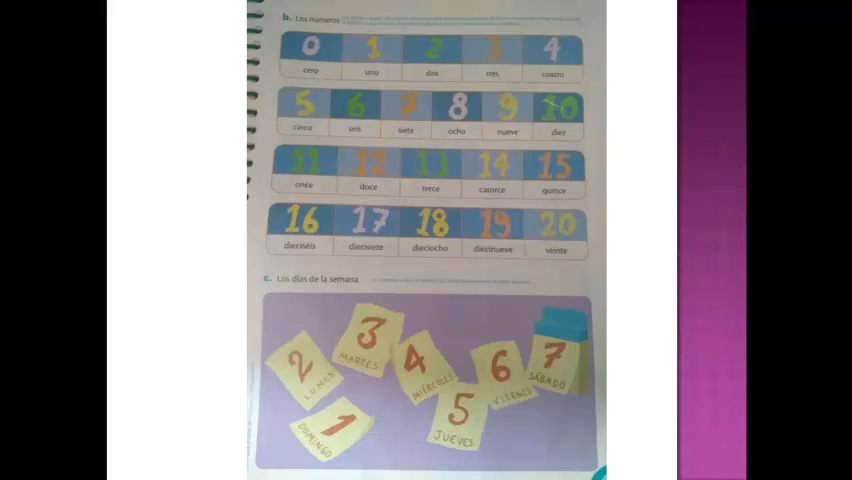 b. Los números
0 1 2 3 4
cero uno dos tres cuatro
5 6 7 8 9 10
cinco seis siete ocho nueve diez
11 12 13 14 15
once doce trece catorce quince
16 17 18 19 20
dieciséis diecisiete dieciocho diecinueve veinte
c. Los días de la semana
1 DOMINGO
2 LUNES
3 MARTES
4 MIÉRCOLES
5 JUEVES
6 VIERNES
7 SÁBADO